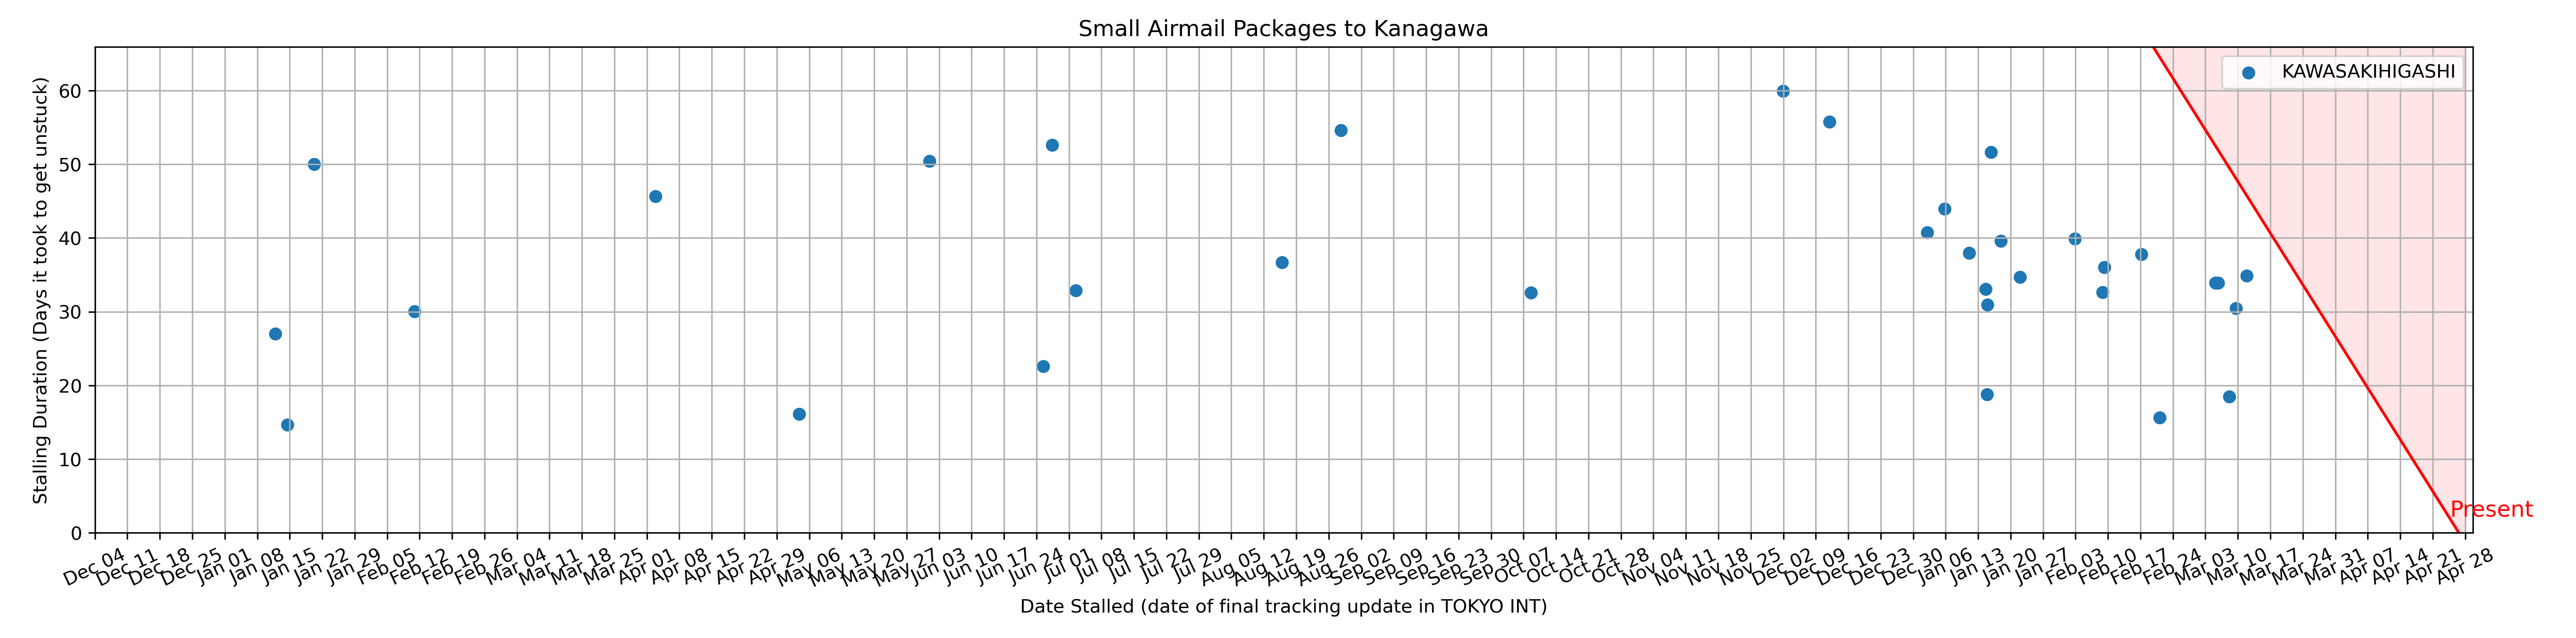 Small Airmail Packages to Kanagawa
KAWASAKIHIGASHI
Stalling Duration (Days it took to get unstuck)
60
50
40
30
20
10
0
Present
Dec 04 Dec 11 Dec 18 Dec 25 Jan 01 Jan 08 Jan 15 Jan 22 Jan 29 Feb 05 Feb 12 Feb 19 Feb 26 Mar 04 Mar 11 Mar 18 Mar 25 Apr 01 Apr 08 Apr 15 Apr 22 Apr 29 May 06 May 13 May 20 May 27 Jun 03 Jun 10 Jun 17 Jun 24 Jul 01 Jul 08 Jul 15 Jul 22 Jul 29 Aug 05 Aug 12 Aug 19 Aug 26 Sep 02 Sep 09 Sep 16 Sep 23 Sep 30 Oct 07 Oct 14 Oct 21 Oct 28 Nov 04 Nov 11 Nov 18 Nov 25 Dec 02 Dec 09 Dec 16 Dec 23 Dec 30 Jan 06 Jan 13 Jan 20 Jan 27 Feb 03 Feb 10 Feb 17 Feb 24 Mar 03 Mar 10 Mar 17 Mar 24 Mar 31 Apr 07 Apr 14 Apr 21 Apr 28
Date Stalled (date of final tracking update in TOKYO INT)